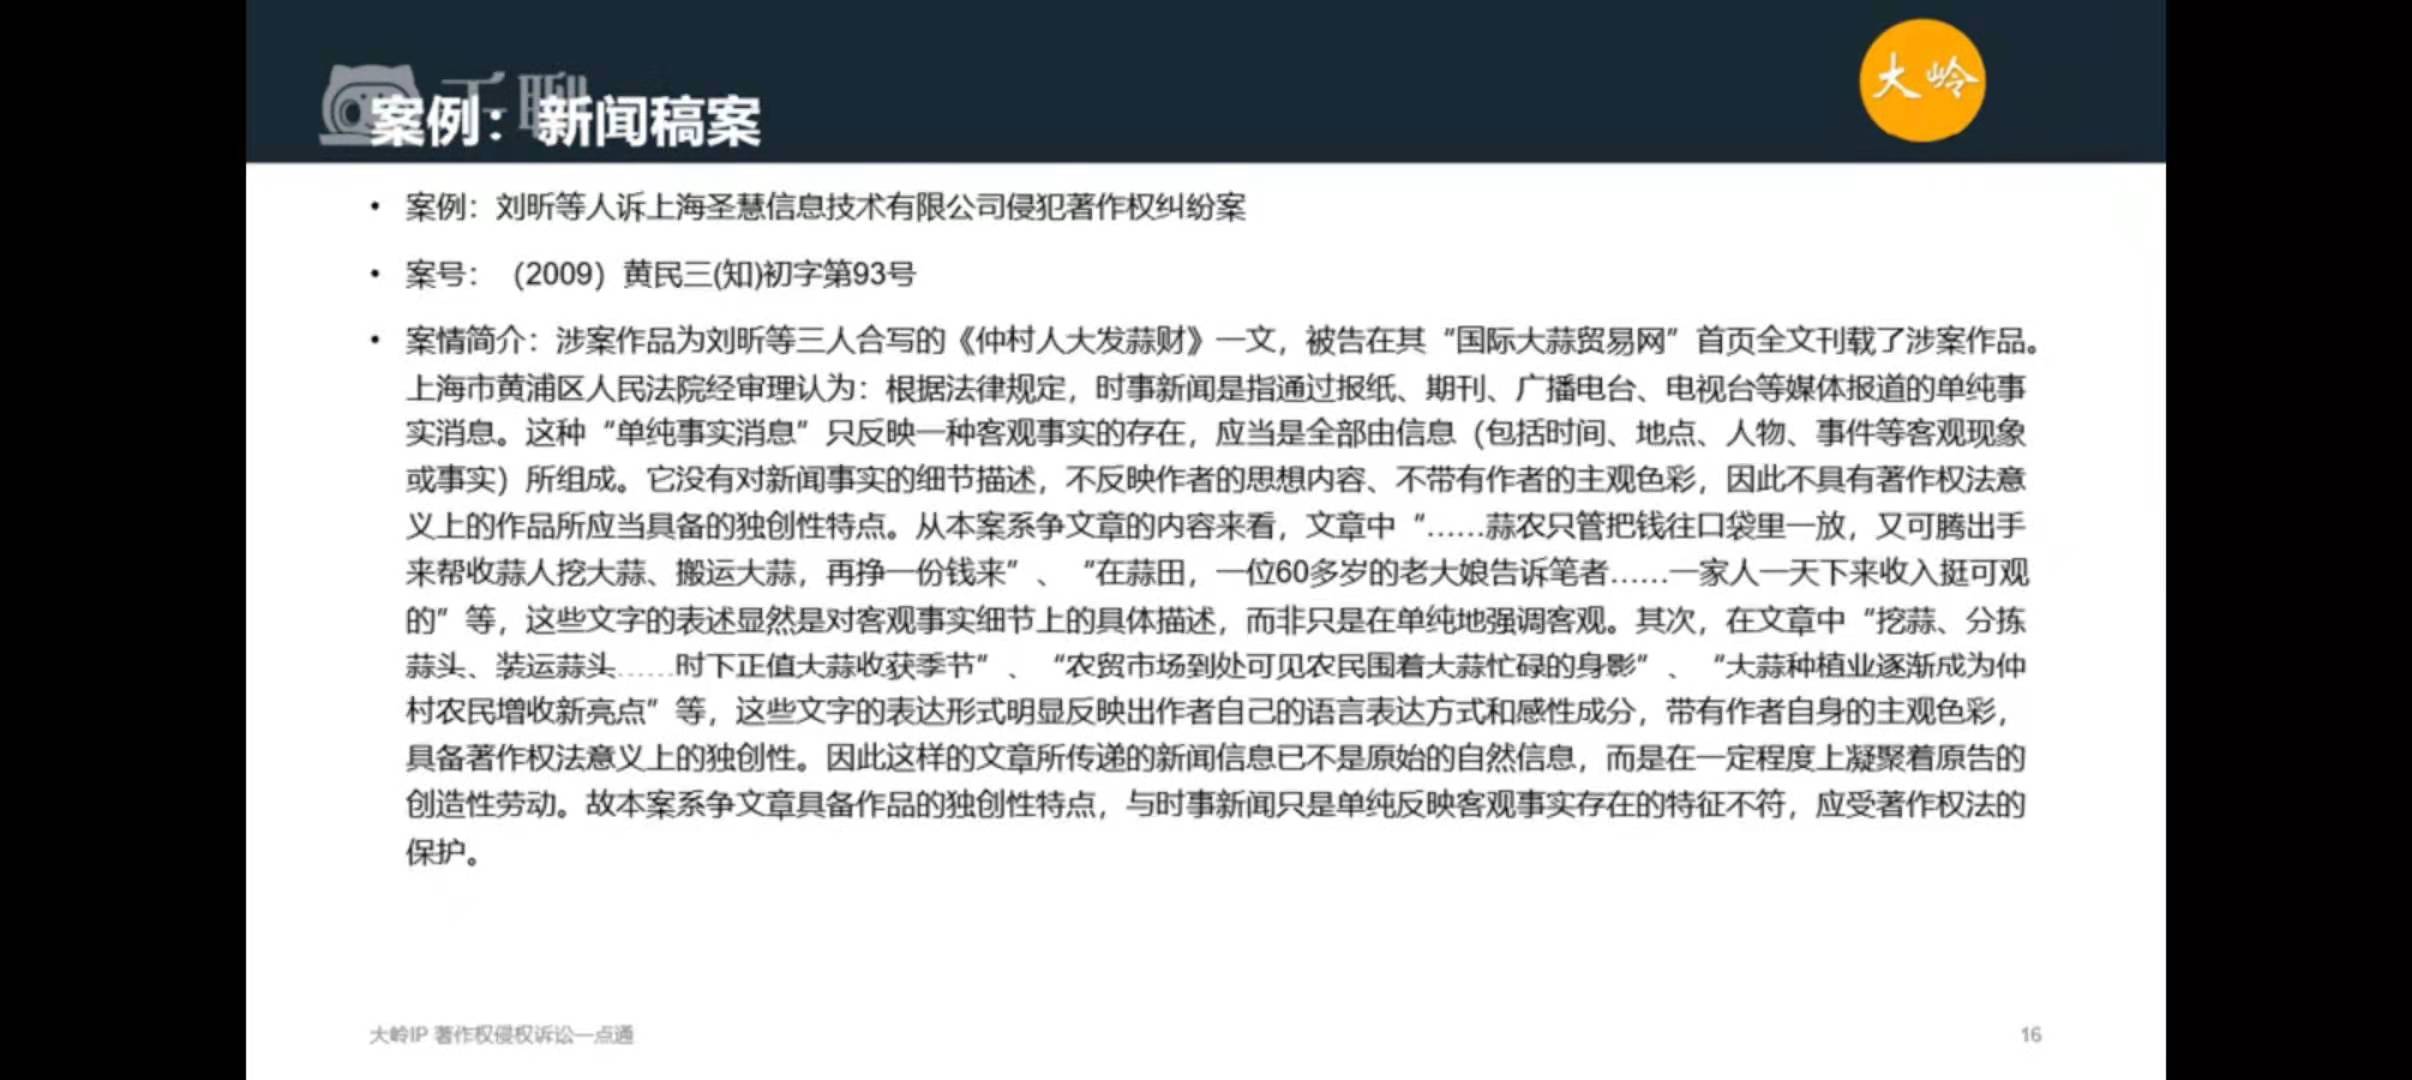 千聊
大岭
案例：新闻稿案
• 案例：刘昕等人诉上海圣慧信息技术有限公司侵犯著作权纠纷案
• 案号：（2009）黄民三(知)初字第93号
• 案情简介：涉案作品为刘昕等三人合写的《仲村人大发蒜财》一文，被告在其“国际大蒜贸易网”首页全文刊载了涉案作品。
上海市黄浦区人民法院经审理认为：根据法律规定，时事新闻是指通过报纸、期刊、广播电台、电视台等媒体报道的单纯事
实消息。这种“单纯事实消息”只反映一种客观事实的存在，应当是全部由信息（包括时间、地点、人物、事件等客观现象
或事实）所组成。它没有对新闻事实的细节描述，不反映作者的思想内容、不带有作者的主观色彩，因此不具有著作权法意
义上的作品所应当具备的独创性特点。从本案系争文章的内容来看，文章中“……蒜农只管把钱往口袋里一放，又可腾出手
来帮收蒜人挖大蒜、搬运大蒜，再挣一份钱来”、“在蒜田，一位60多岁的老大娘告诉笔者……一家人一天下来收入挺可观
的”等，这些文字的表述显然是对客观事实细节上的具体描述，而非只是在单纯地强调客观。其次，在文章中“挖蒜、分拣
蒜头、装运蒜头……时下正值大蒜收获季节”、“农贸市场到处可见农民围着大蒜忙碌的身影”、“大蒜种植业逐渐成为仲
村农民增收新亮点”等，这些文字的表达形式明显反映出作者自己的语言表达方式和感性成分，带有作者自身的主观色彩，
具备著作权法意义上的独创性。因此这样的文章所传递的新闻信息已不是原始的自然信息，而是在一定程度上凝聚着原告的
创造性劳动。故本案系争文章具备作品的独创性特点，与时事新闻只是单纯反映客观事实存在的特征不符，应受著作权法的
保护。
大岭IP 著作权侵权诉讼一点通
16